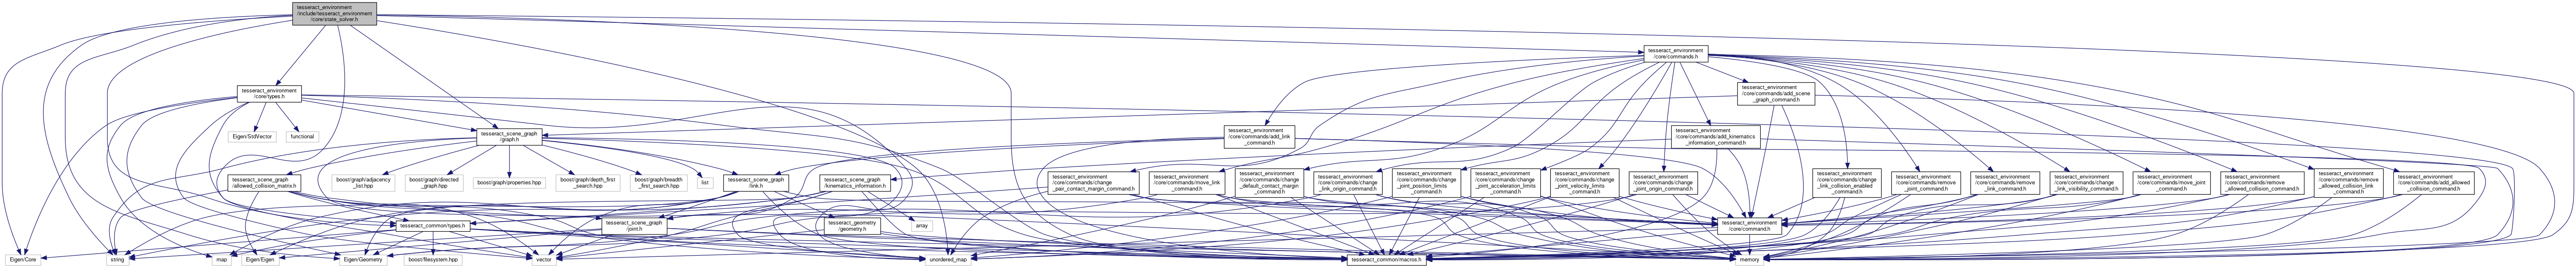 tesseract_environment
/include/tesseract_environment
/core/state_solver.h
tesseract_environment
/core/commands.h
tesseract_environment
/core/types.h
tesseract_environment
/core/commands/add_scene
_graph_command.h
Eigen/StdVector
functional
tesseract_scene_graph
/graph.h
tesseract_environment
/core/commands/add_link
_command.h
tesseract_environment
/core/commands/add_kinematics
_information_command.h
tesseract_scene_graph
/allowed_collision_matrix.h
boost/graph/adjacency
_list.hpp
boost/graph/directed
_graph.hpp
boost/graph/properties.hpp
boost/graph/depth_first
_search.hpp
boost/graph/breadth
_first_search.hpp
list
tesseract_scene_graph
/link.h
tesseract_scene_graph
/kinematics_information.h
tesseract_environment
/core/commands/change
_pair_contact_margin_command.h
tesseract_environment
/core/commands/move_link
_command.h
tesseract_environment
/core/commands/change
_default_contact_margin
_command.h
tesseract_environment
/core/commands/change
_link_origin_command.h
tesseract_environment
/core/commands/change
_joint_position_limits
_command.h
tesseract_environment
/core/commands/change
_joint_acceleration_limits
_command.h
tesseract_environment
/core/commands/change
_joint_velocity_limits
_command.h
tesseract_environment
/core/commands/change
_joint_origin_command.h
tesseract_environment
/core/commands/change
_link_collision_enabled
_command.h
tesseract_environment
/core/commands/remove
_joint_command.h
tesseract_environment
/core/commands/remove
_link_command.h
tesseract_environment
/core/commands/change
_link_visibility_command.h
tesseract_environment
/core/commands/move_joint
_command.h
tesseract_environment
/core/commands/remove
_allowed_collision_command.h
tesseract_environment
/core/commands/remove
_allowed_collision_link
_command.h
tesseract_environment
/core/commands/add_allowed
_collision_command.h
tesseract_common/types.h
tesseract_scene_graph
/joint.h
tesseract_geometry
/geometry.h
array
tesseract_environment
/core/command.h
Eigen/Core
string
map
Eigen/Eigen
Eigen/Geometry
boost/filesystem.hpp
vector
unordered_map
tesseract_common/macros.h
memory